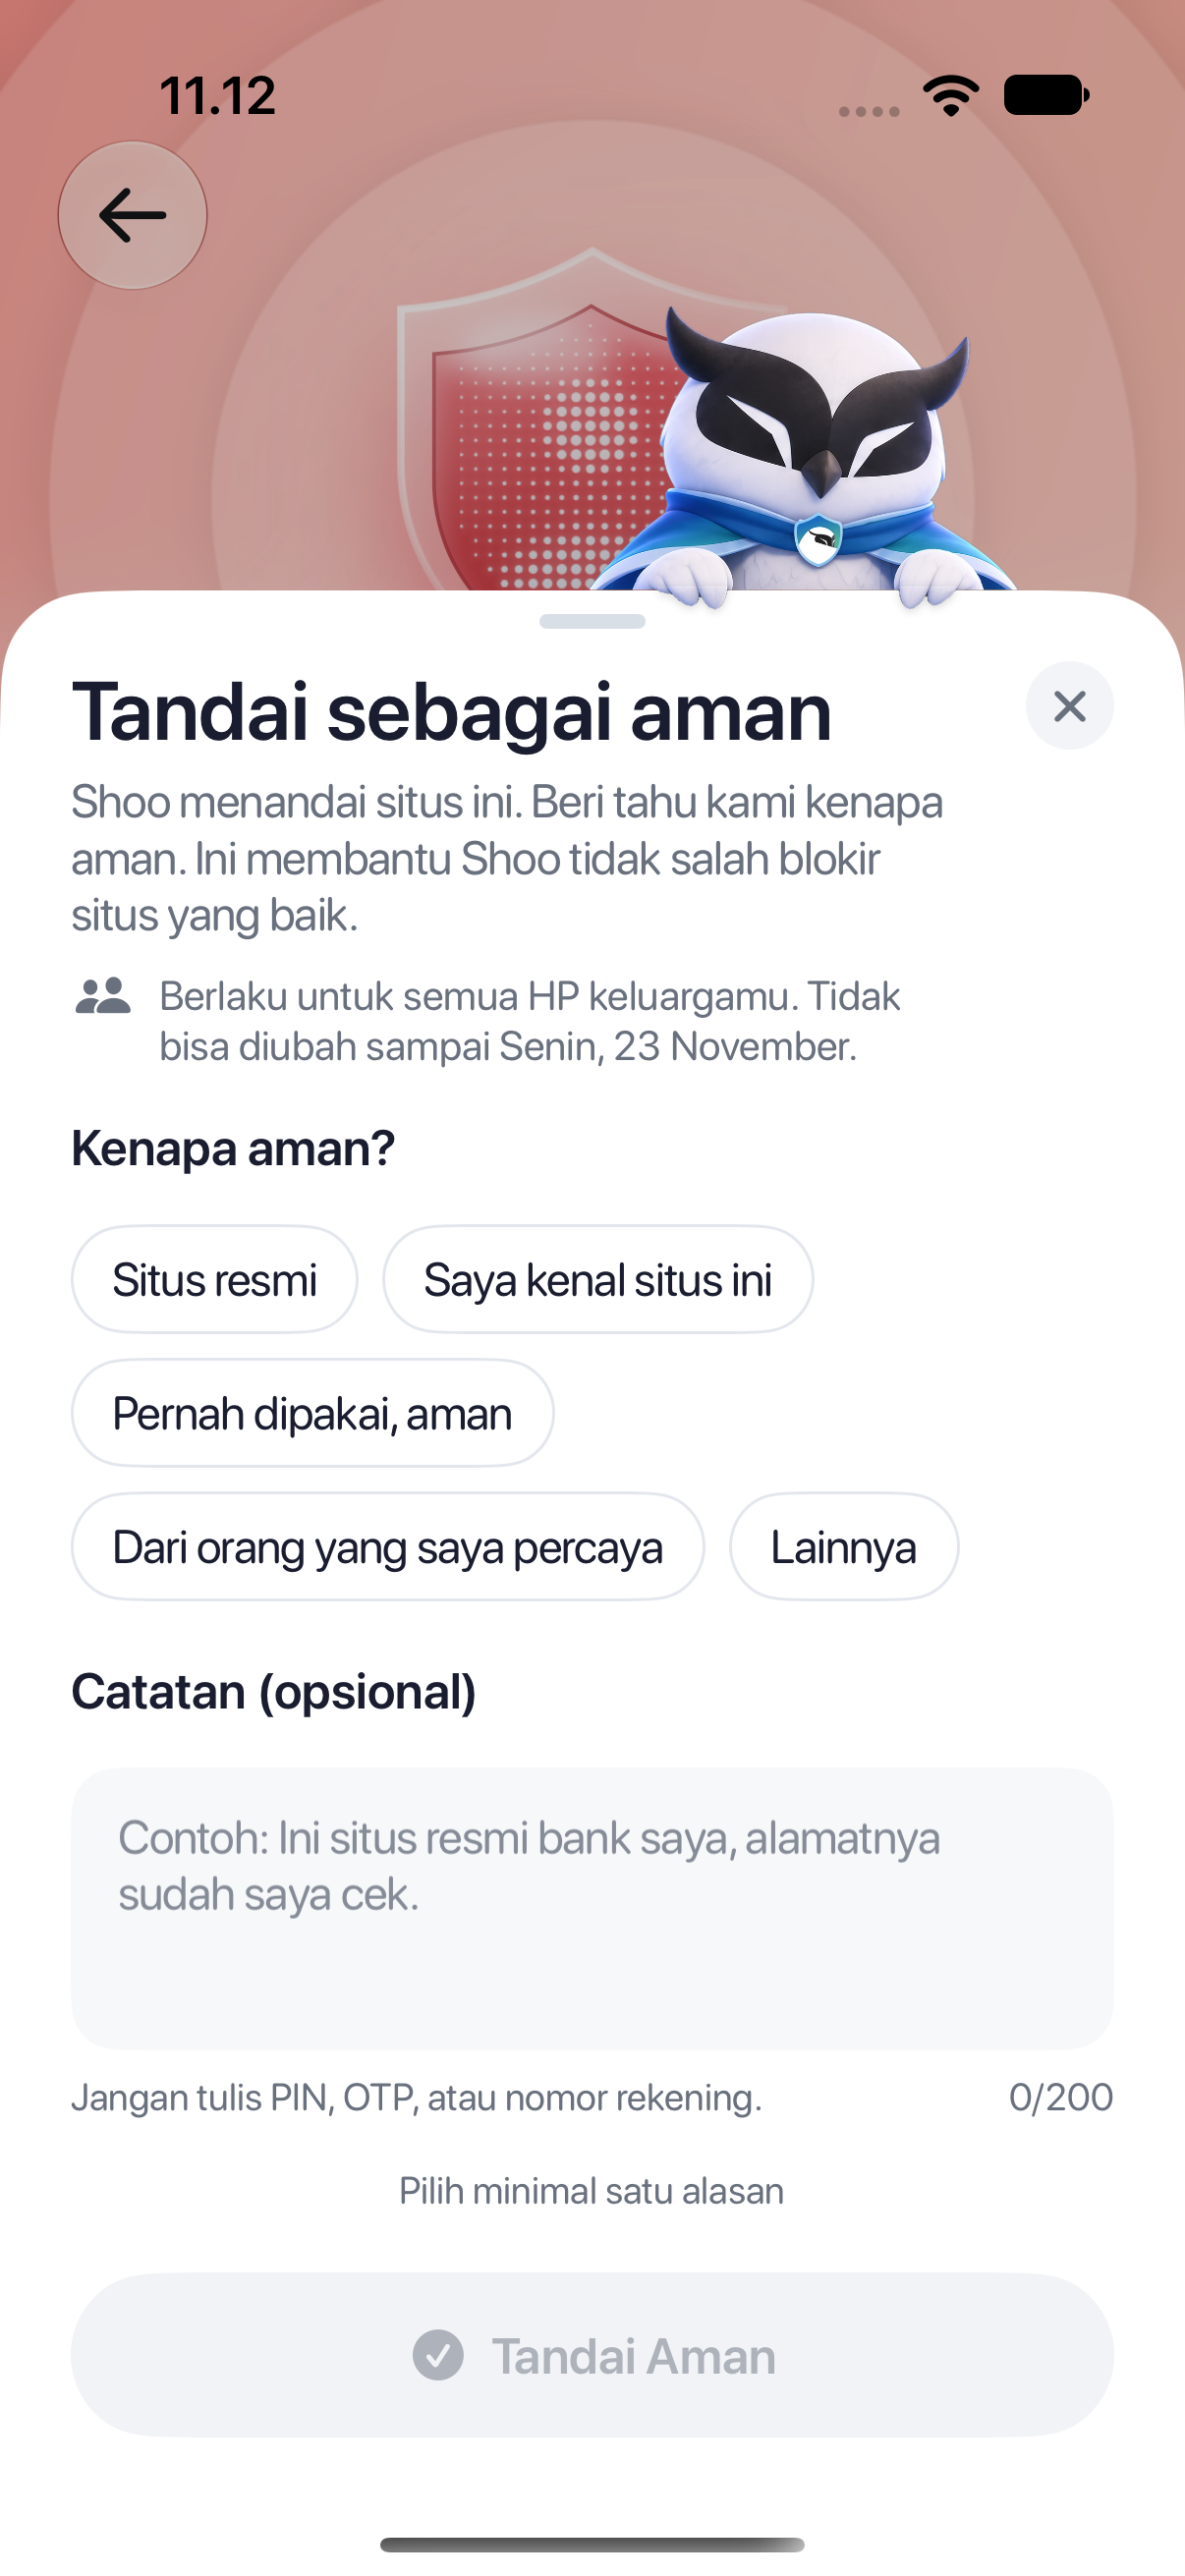 11.12
Tandai sebagai aman
Shoo menandai situs ini. Beri tahu kami kenapa
aman. Ini membantu Shoo tidak salah blokir
situs yang baik.
Berlaku untuk semua HP keluargamu. Tidak
bisa diubah sampai Senin, 23 November.
Kenapa aman?
Situs resmi
Saya kenal situs ini
Pernah dipakai, aman
Dari orang yang saya percaya
Lainnya
Catatan (opsional)
Contoh: Ini situs resmi bank saya, alamatnya
sudah saya cek.
Jangan tulis PIN, OTP, atau nomor rekening.
0/200
Pilih minimal satu alasan
Tandai Aman